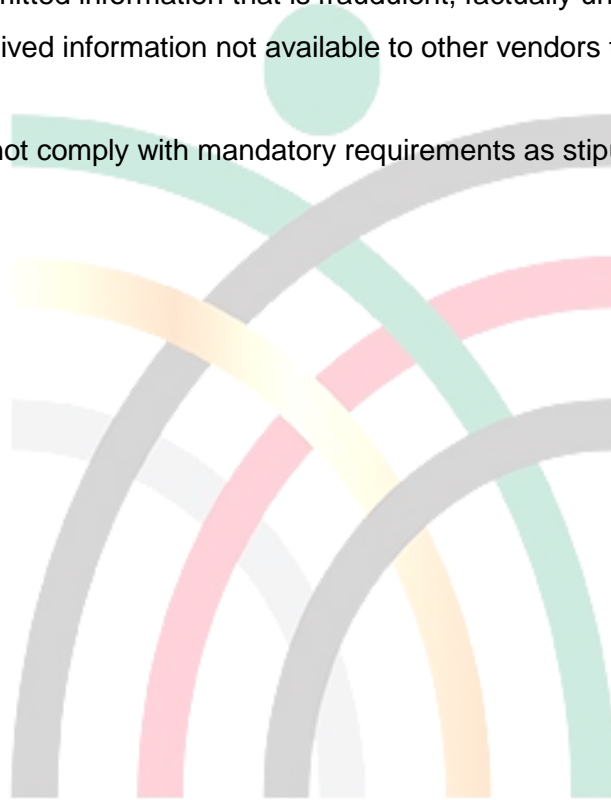 mitted information that is fraudulent, factually
ived information not available to other vendors
not comply with mandatory requirements as stipu